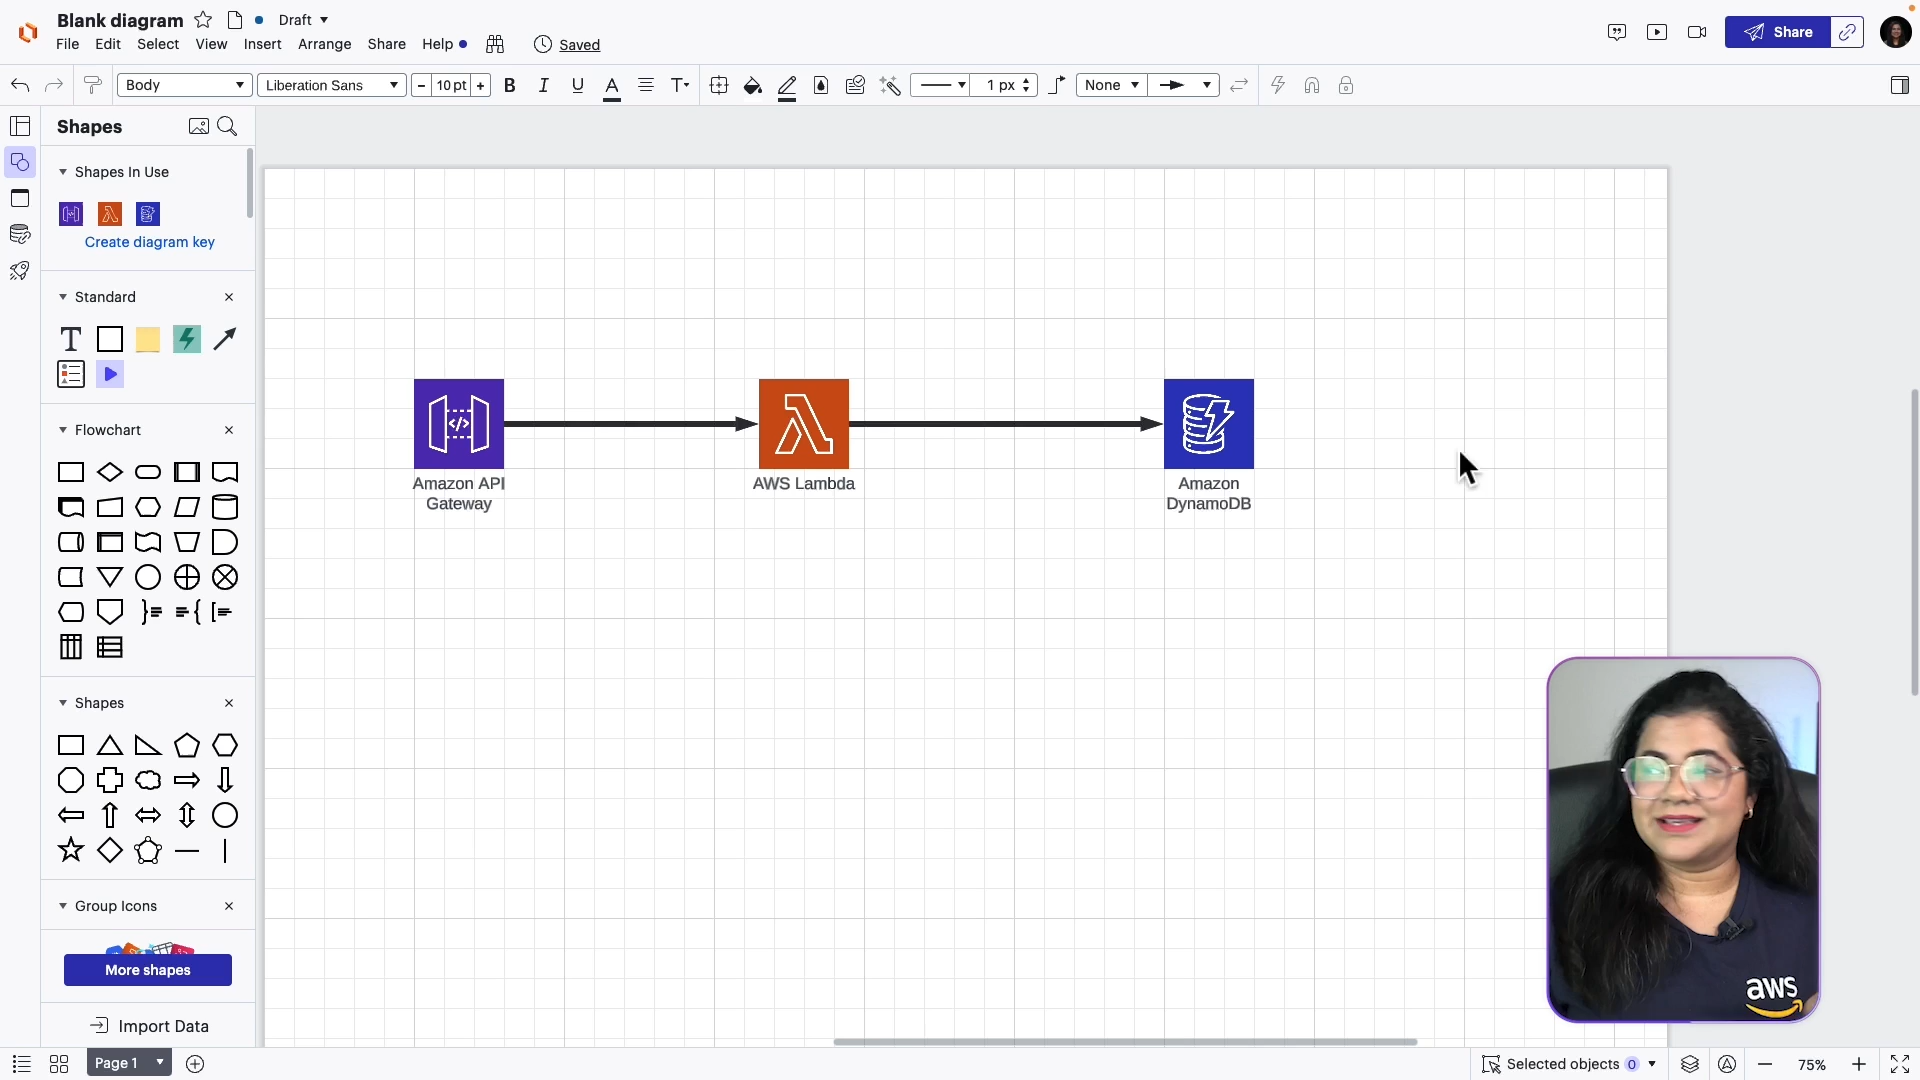 Blank diagram
Draft
File Edit Select View Insert Arrange Share Help
Saved
Share
Body
Liberation Sans
- 10 pt +
B I U A T
1 px
None
Shapes
Shapes In Use
Create diagram key
Standard
T
Flowchart
Shapes
Group Icons
More shapes
Import Data
Amazon API
Gateway
AWS Lambda
Amazon
DynamoDB
aws
Page 1
Selected objects 0
75%